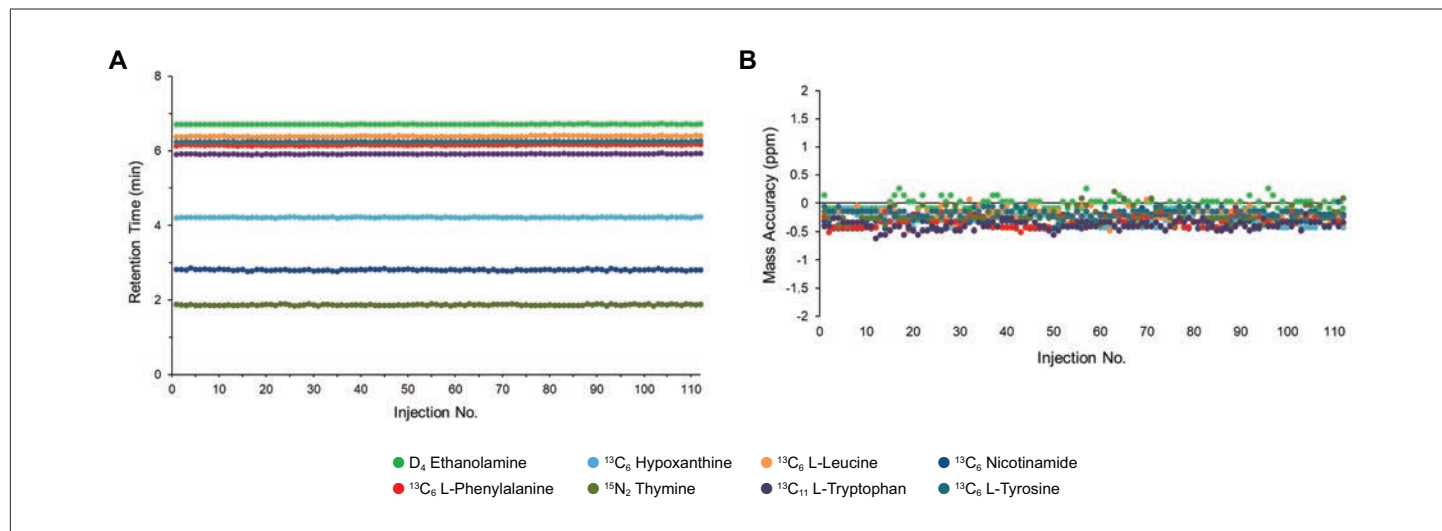 A
8
6
4
2
0
Retention Time (min)
0 10 20 30 40 50 60 70 80 90 100 110
Injection No.
B
2
1.5
1
0.5
0
-0.5
-1
-1.5
-2
Mass Accuracy (ppm)
0 10 20 30 40 50 60 70 80 90 100 110
Injection No.
D₄ Ethanolamine ¹³C₆ Hypoxanthine ¹³C₆ L-Leucine ¹³C₆ Nicotinamide
¹³C₆ L-Phenylalanine ¹⁵N₂ Thymine ¹³C₁₁ L-Tryptophan ¹³C₆ L-Tyrosine